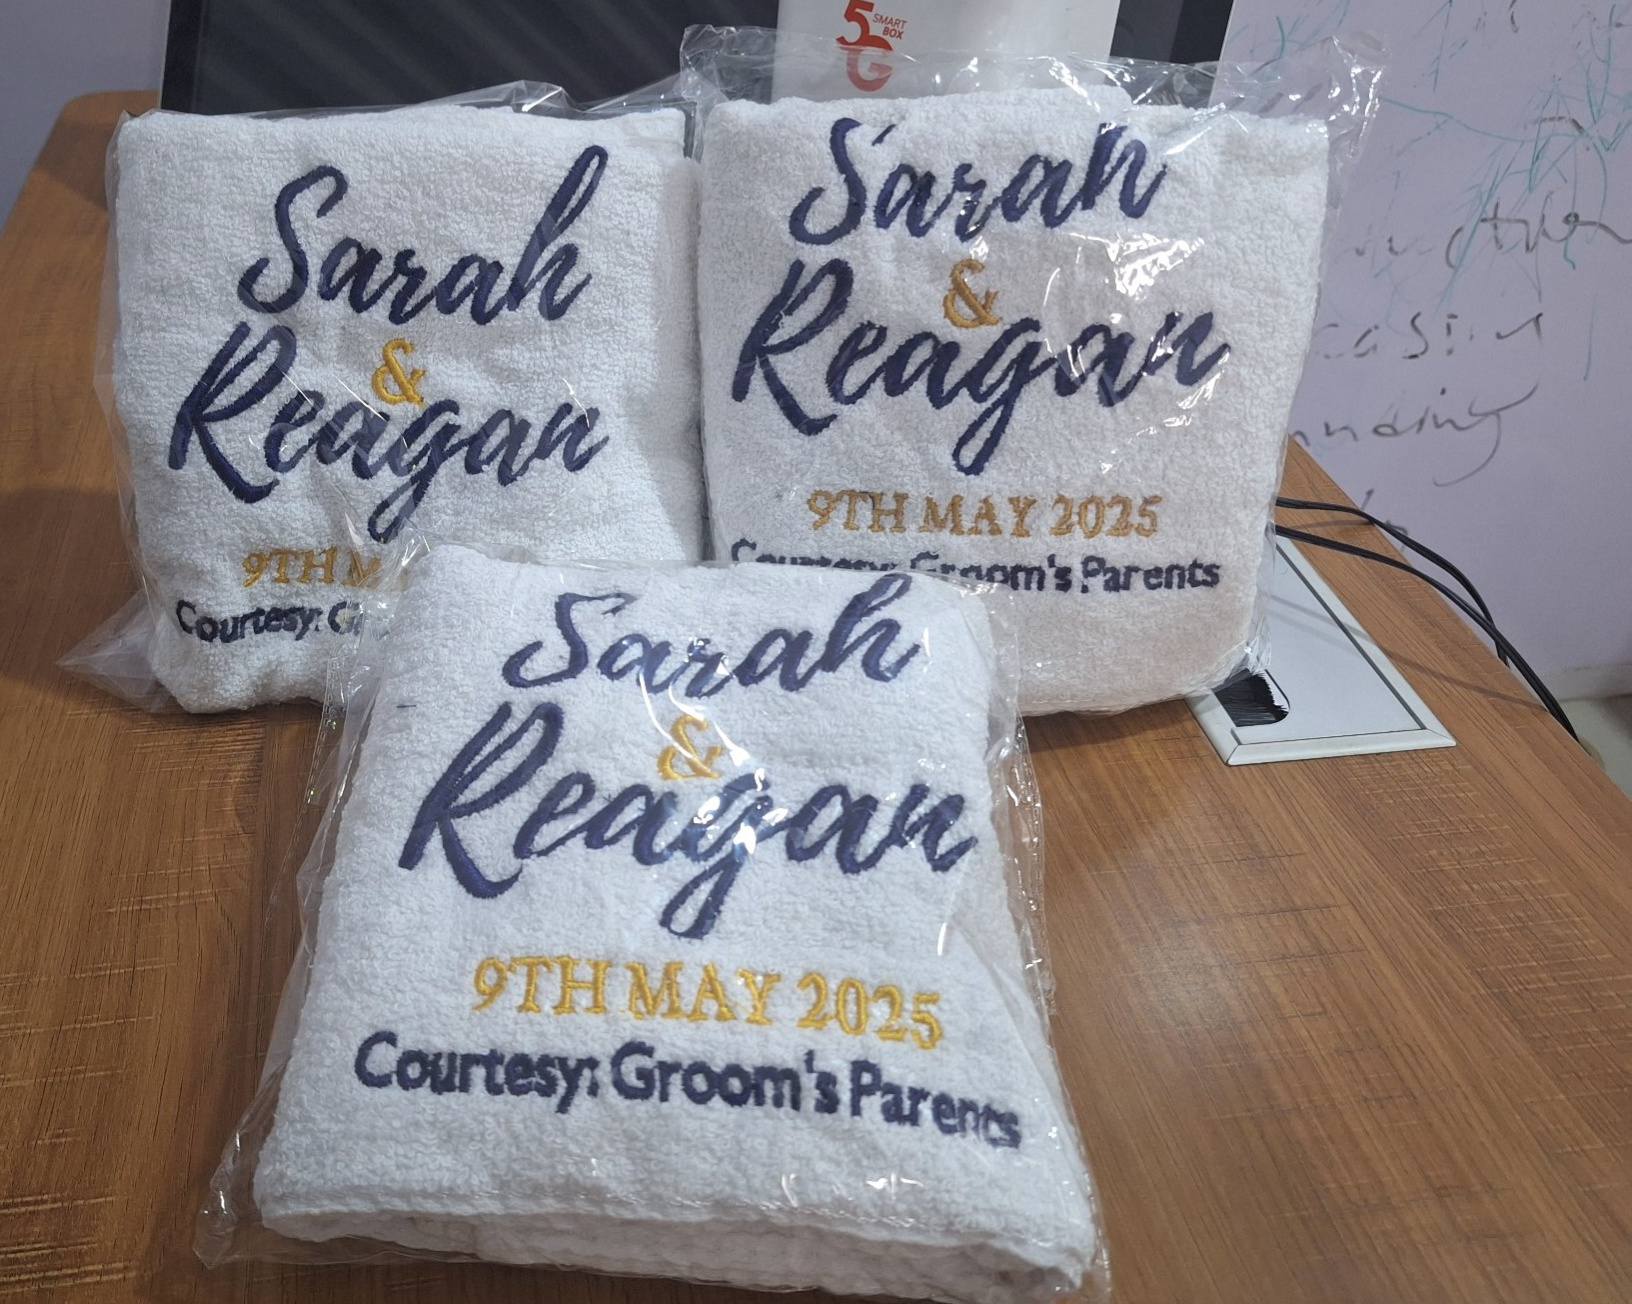 5G SMART
BOX
Sarah
&
Reagan
9TH M
Courtesy: G
Sarah
&
Reagan
9TH MAY 2025
Courtesy: Groom's Parents
Sarah
&
Reagan
9TH MAY 2025
Courtesy: Groom's Parents